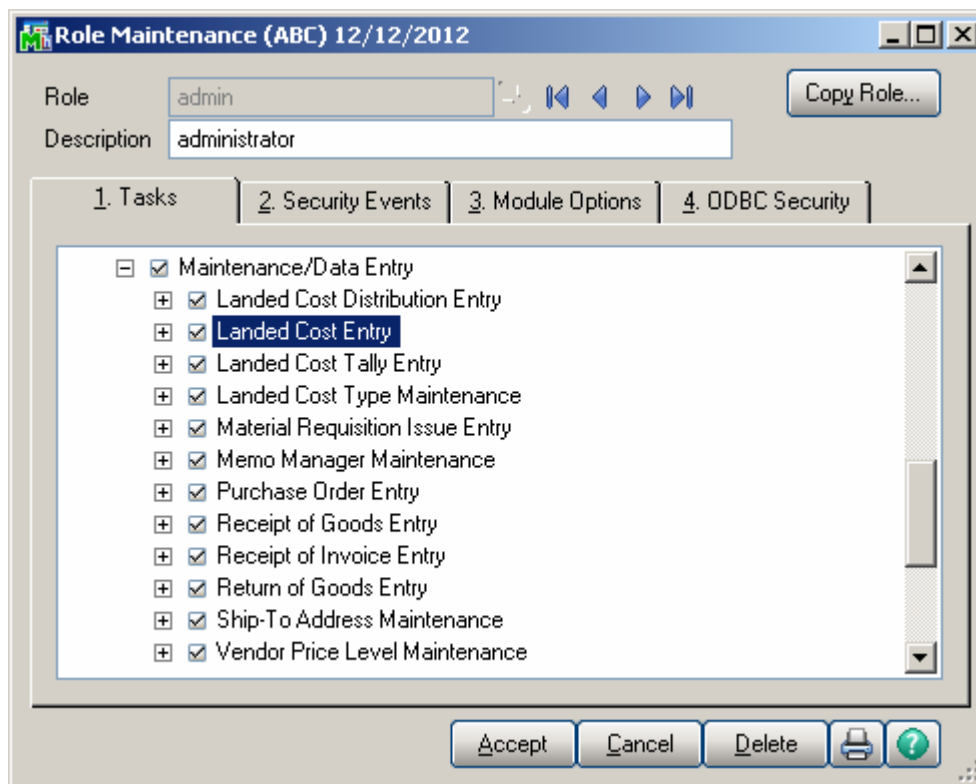 Role Maintenance (ABC) 12/12/2012
Role admin Copy Role...
Description administrator
1. Tasks 2. Security Events 3. Module Options 4. ODBC Security
Maintenance/Data Entry
Landed Cost Distribution Entry
Landed Cost Entry
Landed Cost Tally Entry
Landed Cost Type Maintenance
Material Requisition Issue Entry
Memo Manager Maintenance
Purchase Order Entry
Receipt of Goods Entry
Receipt of Invoice Entry
Return of Goods Entry
Ship-To Address Maintenance
Vendor Price Level Maintenance
Accept Cancel Delete